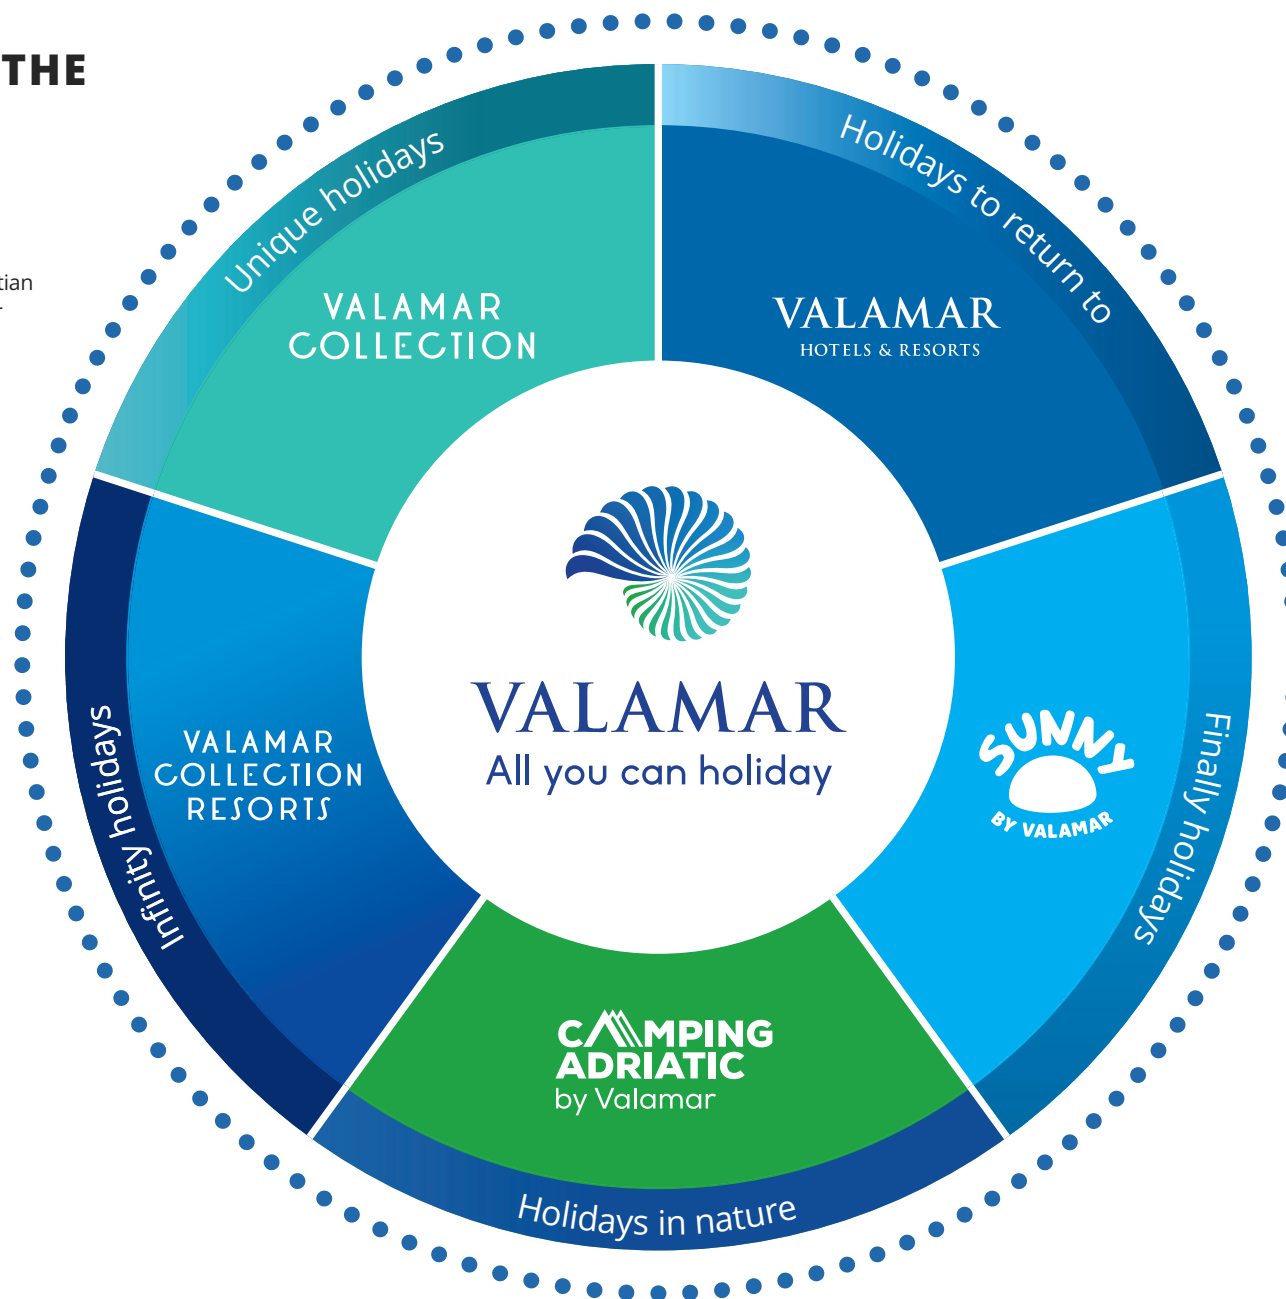 THE
tian
Unique holidays
VALAMAR
COLLECTION
Holidays to return to
VALAMAR
HOTELS & RESORTS
VALAMAR
All you can holiday
Infinity holidays
VALAMAR
COLLECTION
RESORTS
SUNNY
BY VALAMAR
Finally holidays
CAMPING
ADRIATIC
by Valamar
Holidays in nature